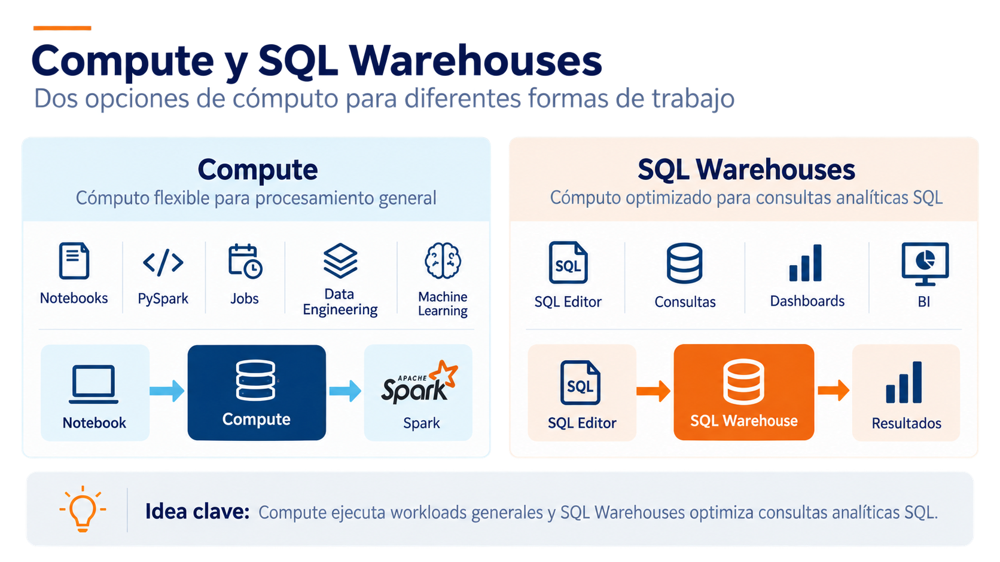 Compute y SQL Warehouses
Dos opciones de cómputo para diferentes formas de trabajo
Compute
Cómputo flexible para procesamiento general
Notebooks
PySpark
Jobs
Data
Engineering
Machine
Learning
Notebook
Compute
APACHE
Spark
Spark
SQL Warehouses
Cómputo optimizado para consultas analíticas SQL
SQL
SQL Editor
Consultas
Dashboards
BI
SQL
SQL Editor
SQL Warehouse
Resultados
Idea clave: Compute ejecuta workloads generales y SQL Warehouses optimiza consultas analíticas SQL.